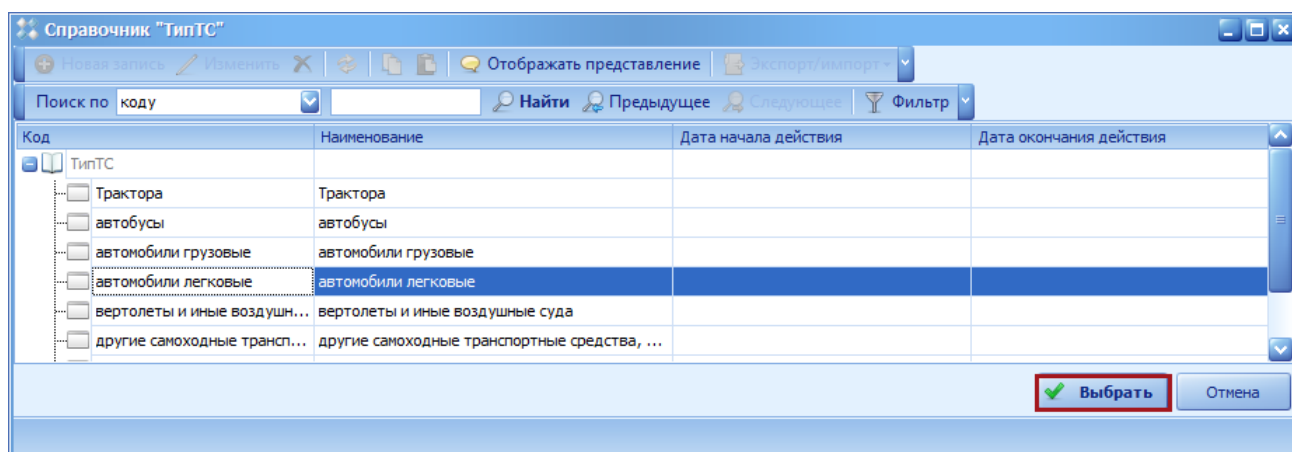 Справочник "ТипТС"
Новая запись Изменить Отображать представление Экспорт/импорт
Поиск по коду Найти Предыдущее Следующее Фильтр
Код Наименование Дата начала действия Дата окончания действия
ТипТС
Трактора Трактора
автобусы автобусы
автомобили грузовые автомобили грузовые
автомобили легковые автомобили легковые
вертолеты и иные воздушн... вертолеты и иные воздушные суда
другие самоходные трансп... другие самоходные транспортные средства, ...
Выбрать Отмена